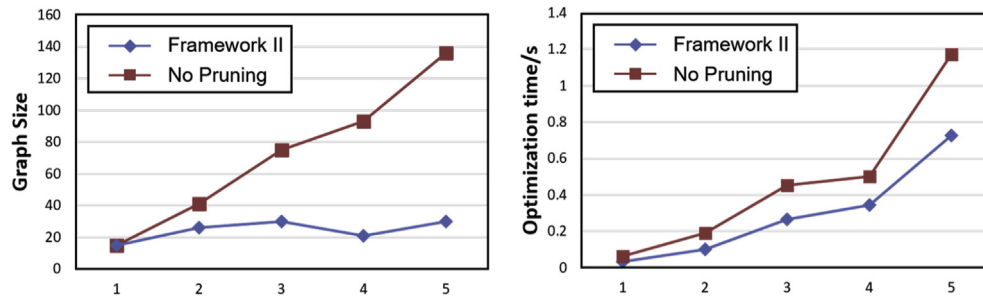 160
140
120
100
80
60
40
20
0
Graph Size
Framework II
No Pruning
1 2 3 4 5
1.4
1.2
1
0.8
0.6
0.4
0.2
0
Optimization time/s
Framework II
No Pruning
1 2 3 4 5